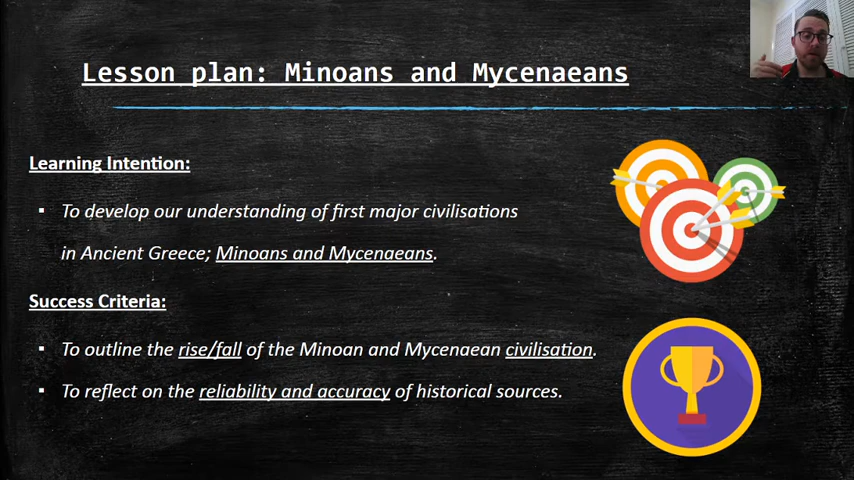 Lesson plan: Minoans and Mycenaeans
Learning Intention:
▪ To develop our understanding of first major civilisations
in Ancient Greece; Minoans and Mycenaeans.
Success Criteria:
▪ To outline the rise/fall of the Minoan and Mycenaean civilisation.
▪ To reflect on the reliability and accuracy of historical sources.